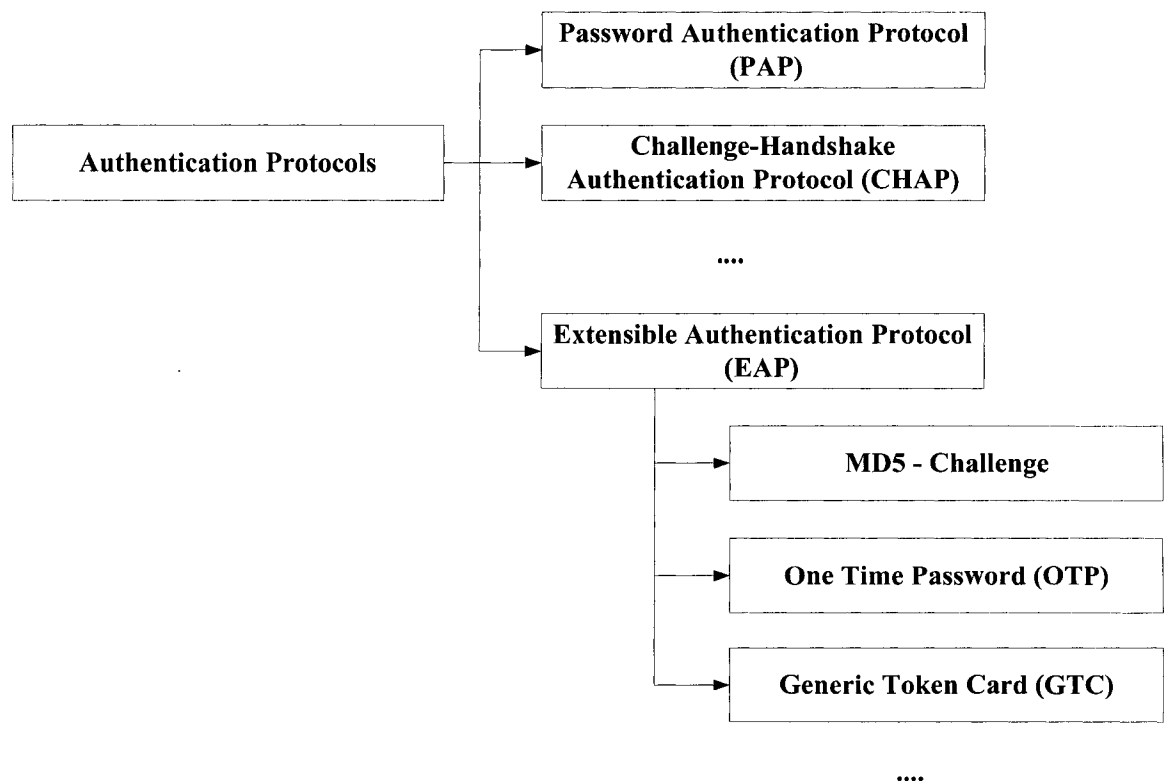 Password Authentication Protocol
(PAP)
Authentication Protocols
Challenge-Handshake
Authentication Protocol (CHAP)
....
Extensible Authentication Protocol
(EAP)
MD5 - Challenge
One Time Password (OTP)
Generic Token Card (GTC)
....